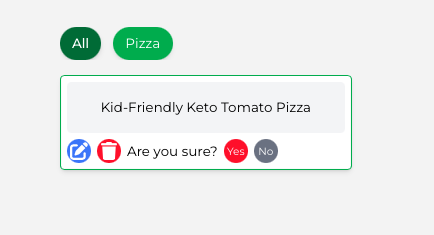 All Pizza
Kid-Friendly Keto Tomato Pizza
Are you sure? Yes No